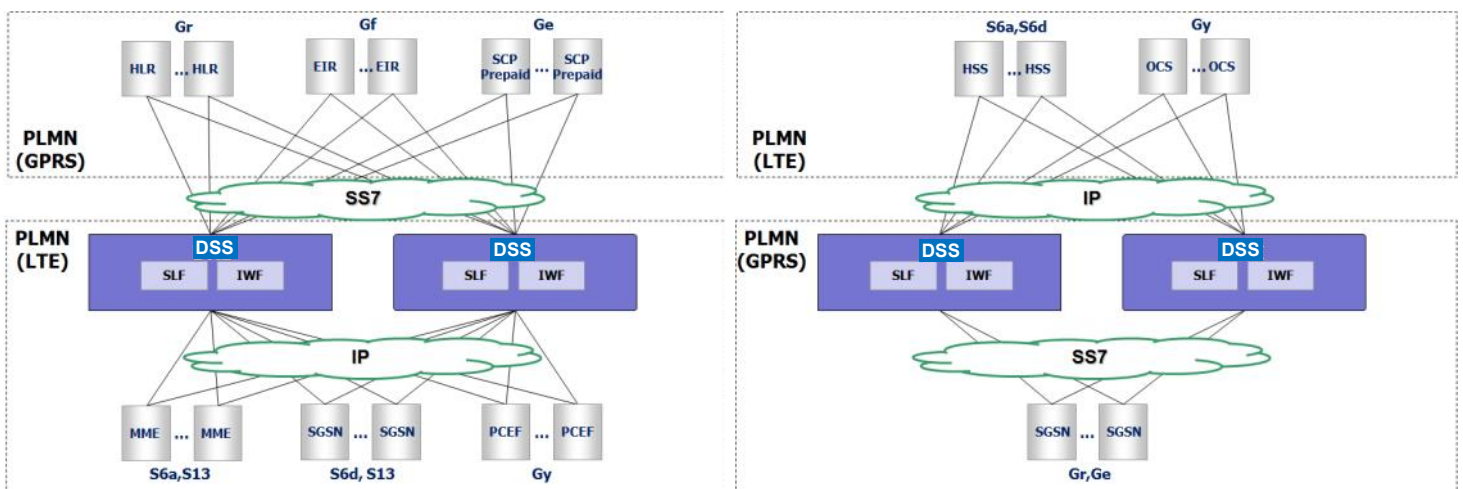 Gr
Gf
Ge
HLR ... HLR
EIR ... EIR
SCP Prepaid ... SCP Prepaid
PLMN
(GPRS)
SS7
PLMN
(LTE)
DSS
SLF
IWF
DSS
SLF
IWF
IP
MME ... MME
SGSN ... SGSN
PCEF ... PCEF
S6a,S13
S6d, S13
Gy
S6a,S6d
Gy
HSS ... HSS
OCS ... OCS
PLMN
(LTE)
IP
PLMN
(GPRS)
DSS
SLF
IWF
DSS
SLF
IWF
SS7
SGSN ... SGSN
Gr,Ge